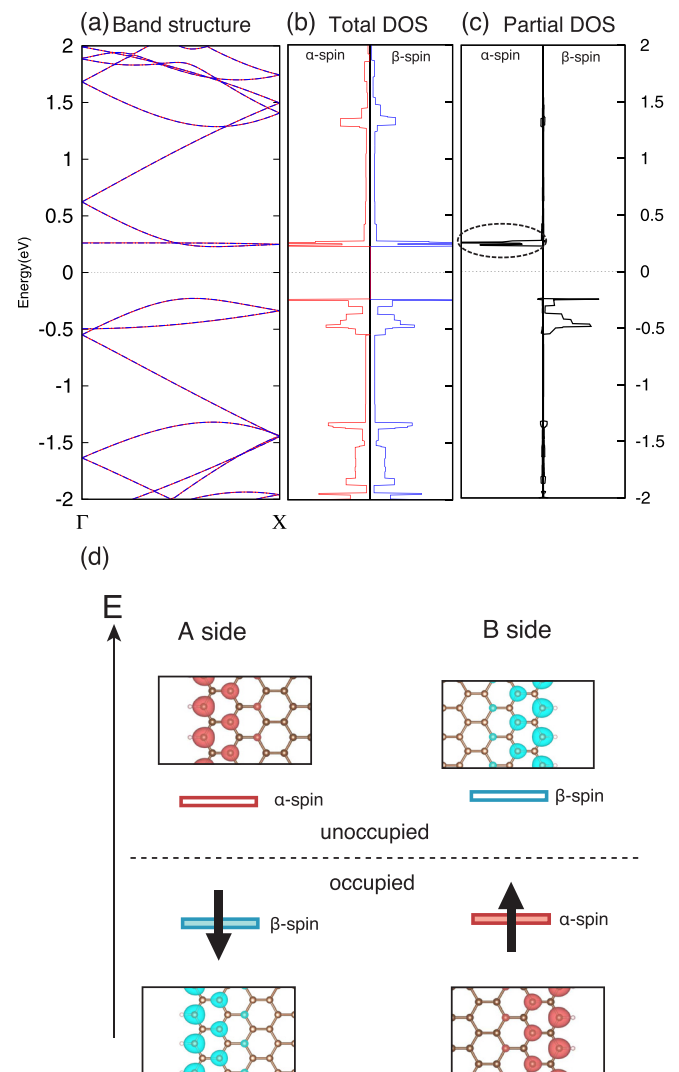 (a) Band structure (b) Total DOS (c) Partial DOS
α-spin β-spin α-spin β-spin
2 2
1.5 1.5
1 1
0.5 0.5
Energy(eV)
0 0
-0.5 -0.5
-1 -1
-1.5 -1.5
-2 -2
Γ X
(d)
E
A side B side
α-spin β-spin
unoccupied
occupied
β-spin α-spin